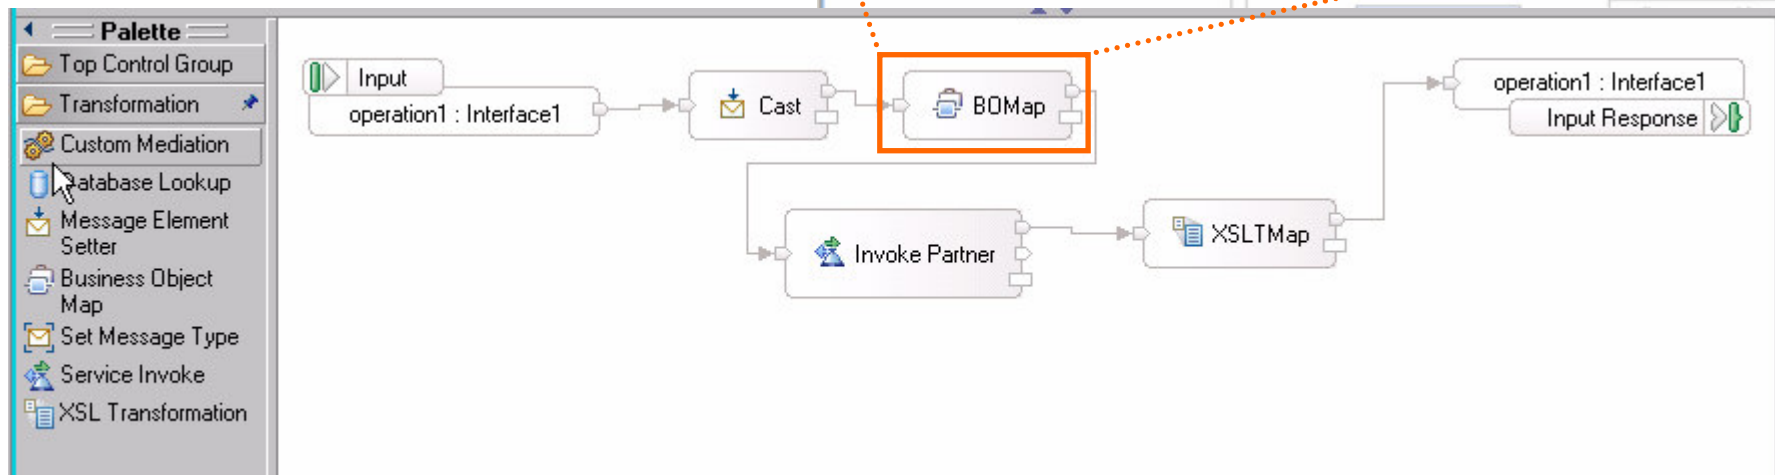 Palette
Top Control Group
Transformation
Custom Mediation
Database Lookup
Message Element
Setter
Business Object
Map
Set Message Type
Service Invoke
XSL Transformation
Input
operation1 : Interface1
Cast
BOMap
Invoke Partner
XSLTMap
operation1 : Interface1
Input Response